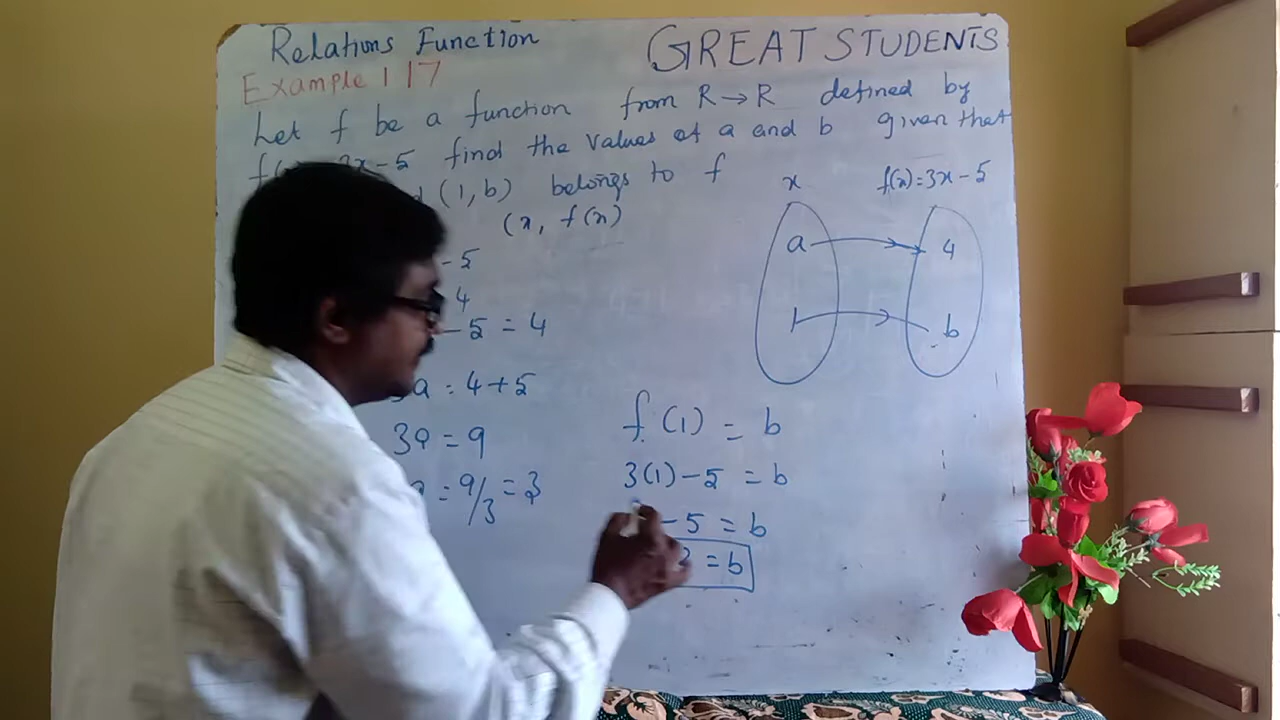 Relations Function
GREAT STUDENTS
Example 1 17
Let f be a function from R → R defined by
x - 5 find the values of a and b given that
(1, b) belongs to f
(x, f(x)
x
f(x) = 3x - 5
a
4
1
b
- 5
4
- 5 = 4
a = 4 + 5
3a = 9
= 9/3 = 3
f (1) = b
3(1) - 5 = b
- 5 = b
= b